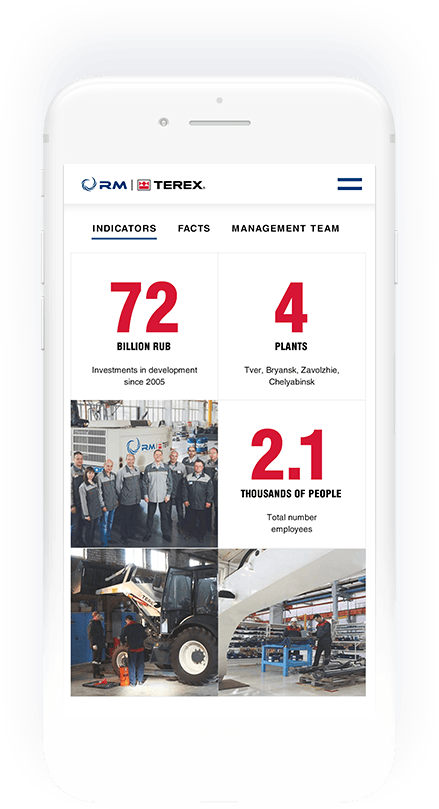 RM | TEREX®
INDICATORS FACTS MANAGEMENT TEAM
72
BILLION RUB
Investments in development
since 2005
4
PLANTS
Tver, Bryansk, Zavolzhie,
Chelyabinsk
RM
2.1
THOUSANDS OF PEOPLE
Total number
employees
TEREX